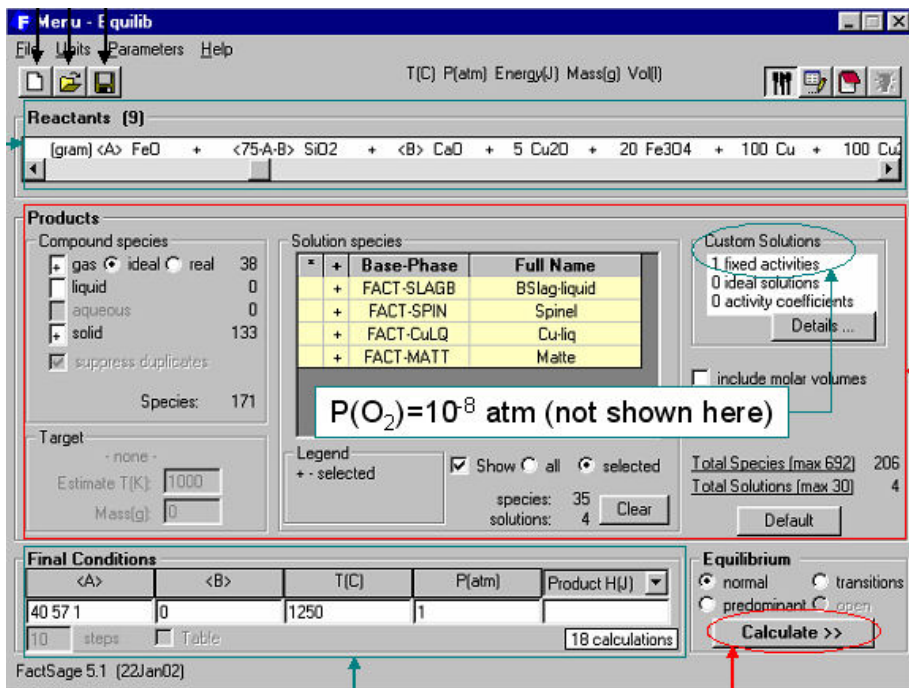 F Menu - Equilib
File Units Parameters Help
T(C) P(atm) Energy(J) Mass(g) Vol(l)
Reactants (9)
(gram) <A> FeO + <75-A-B> SiO2 + <B> CaO + 5 Cu2O + 20 Fe3O4 + 100 Cu + 100 Cu2
Products
Compound species
+ gas ideal real 38
liquid 0
aqueous 0
+ solid 133
suppress duplicates
Species: 171
Target
- none -
Estimate T(K): 1000
Mass(g): 0
Solution species
* + Base-Phase Full Name
+ FACT-SLAGB BSlag-liquid
+ FACT-SPIN Spinel
+ FACT-CuLQ Cu-liq
+ FACT-MATT Matte
P(O2)=10-8 atm (not shown here)
Legend
+ - selected
Show all selected
species: 35
solutions: 4
Clear
Custom Solutions
1 fixed activities
0 ideal solutions
0 activity coefficients
Details ...
include molar volumes
Total Species (max 692) 206
Total Solutions (max 30) 4
Default
Final Conditions
<A> <B> T(C) P(atm) Product H(J)
40 57 1 0 1250 1
10 steps Table
18 calculations
Equilibrium
normal transitions
predominant open
Calculate >>
FactSage 5.1 (22Jan02)